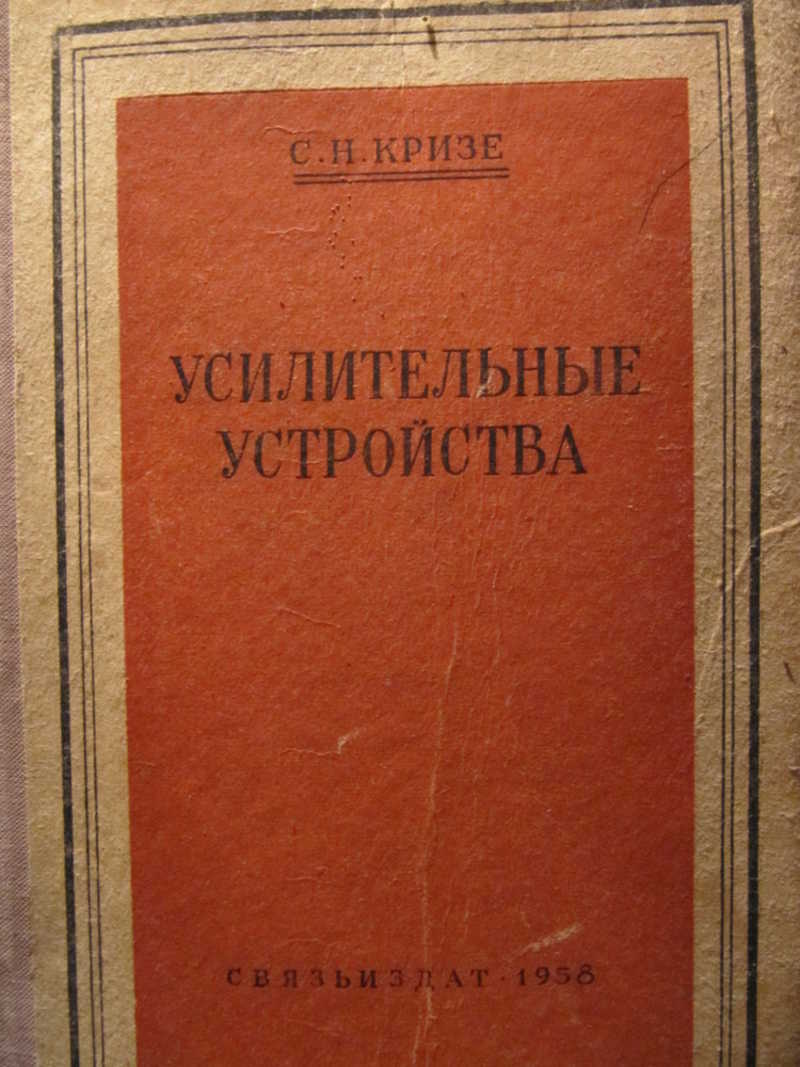 С.Н.КРИЗЕ
УСИЛИТЕЛЬНЫЕ
УСТРОЙСТВА
СВЯЗЬИЗДАТ · 1958